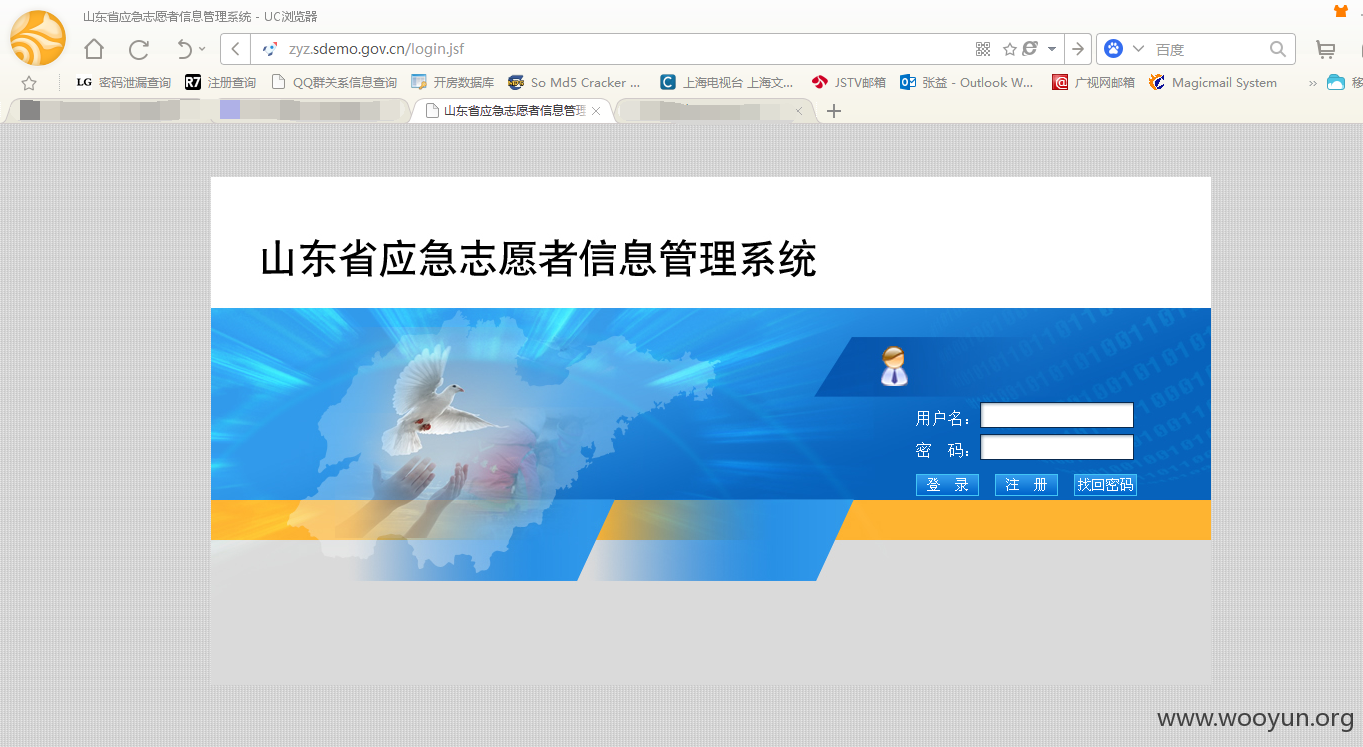 山东省应急志愿者信息管理系统 - UC浏览器
zyz.sdemo.gov.cn/login.jsf
百度
LG 密码泄漏查询 R7 注册查询 QQ群关系信息查询 开房数据库 So Md5 Cracker ... C 上海电视台 上海文... JSTV邮箱 张益 - Outlook W... 广视网邮箱 Magicmail System » 移
山东省应急志愿者信息管理
山东省应急志愿者信息管理系统
用户名：
密 码：
登 录 注 册 找回密码
www.wooyun.org